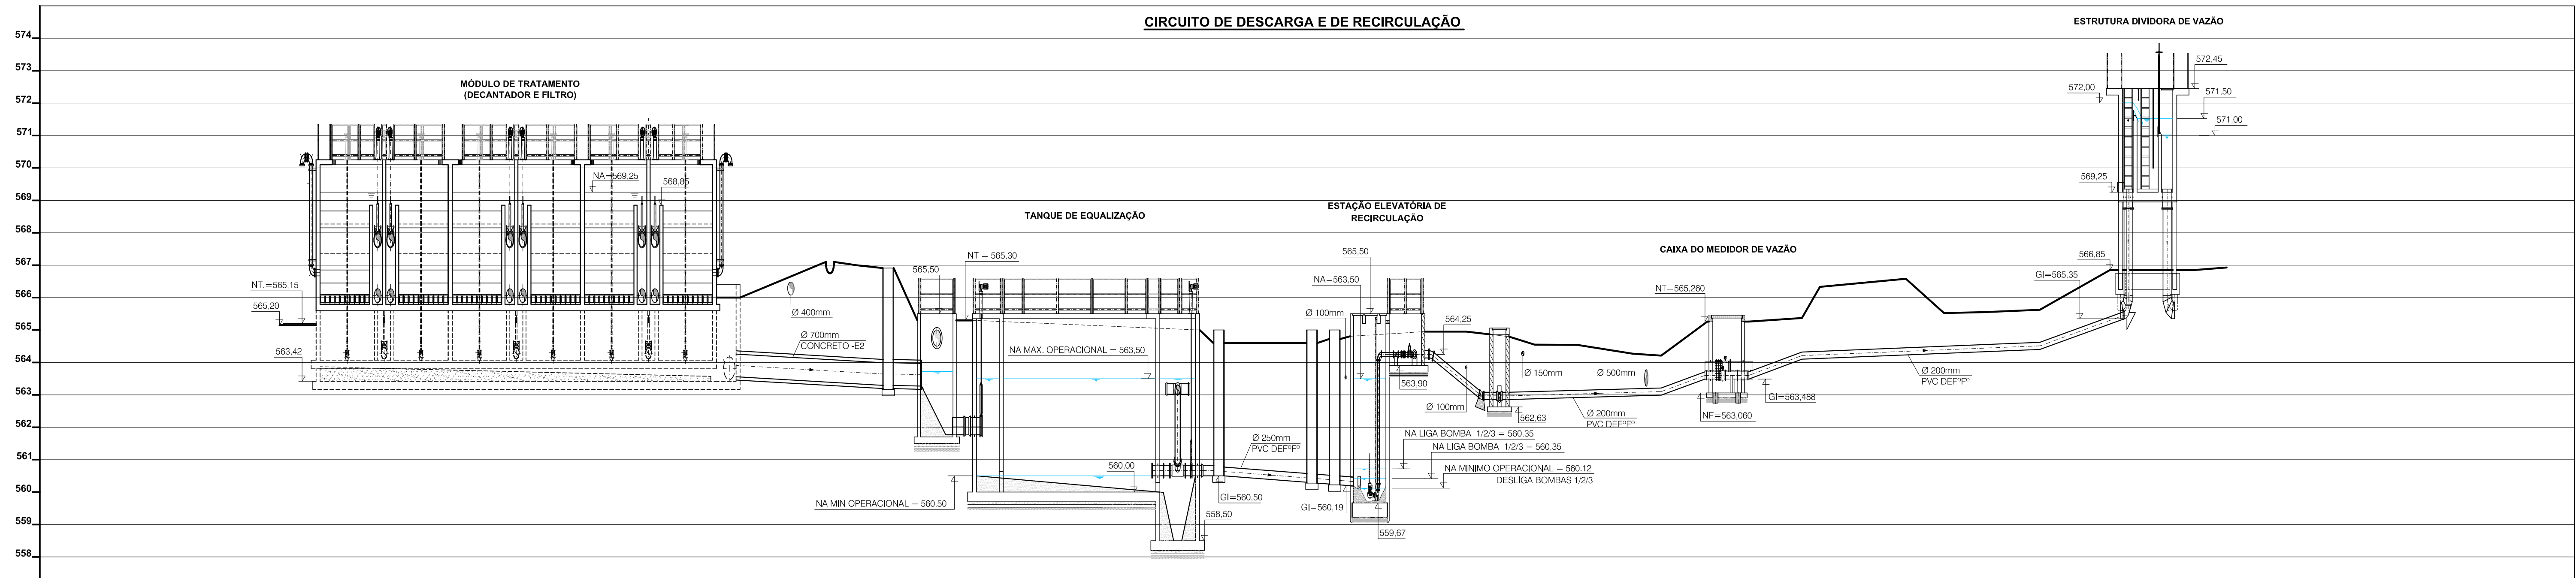 CIRCUITO DE DESCARGA E DE RECIRCULAÇÃO
ESTRUTURA DIVIDORA DE VAZÃO
574
573
572
571
570
569
568
567
566
565
564
563
562
561
560
559
558
MÓDULO DE TRATAMENTO
(DECANTADOR E FILTRO)
NA=569,25
568,85
NT.=565,15
565,20
563,42
Ø 400mm
Ø 700mm
CONCRETO -E2
565,50
NT = 565,30
TANQUE DE EQUALIZAÇÃO
NA MAX. OPERACIONAL = 563,50
NA MIN OPERACIONAL = 560,50
560,00
558,50
GI=560,50
Ø 250mm
PVC DEFºFº
GI=560,19
ESTAÇÃO ELEVATÓRIA DE
RECIRCULAÇÃO
565,50
NA=563,50
Ø 100mm
564,25
563,90
Ø 100mm
562,63
Ø 150mm
Ø 500mm
Ø 200mm
PVC DEFºFº
NA LIGA BOMBA 1/2/3 = 560,35
NA LIGA BOMBA 1/2/3 = 560,35
NA MINIMO OPERACIONAL = 560,12
DESLIGA BOMBAS 1/2/3
559,67
CAIXA DO MEDIDOR DE VAZÃO
NT=565,260
NF=563,060
GI=563,488
Ø 200mm
PVC DEFºFº
572,45
572,00
571,50
571,00
569,25
566,85
GI=565,35